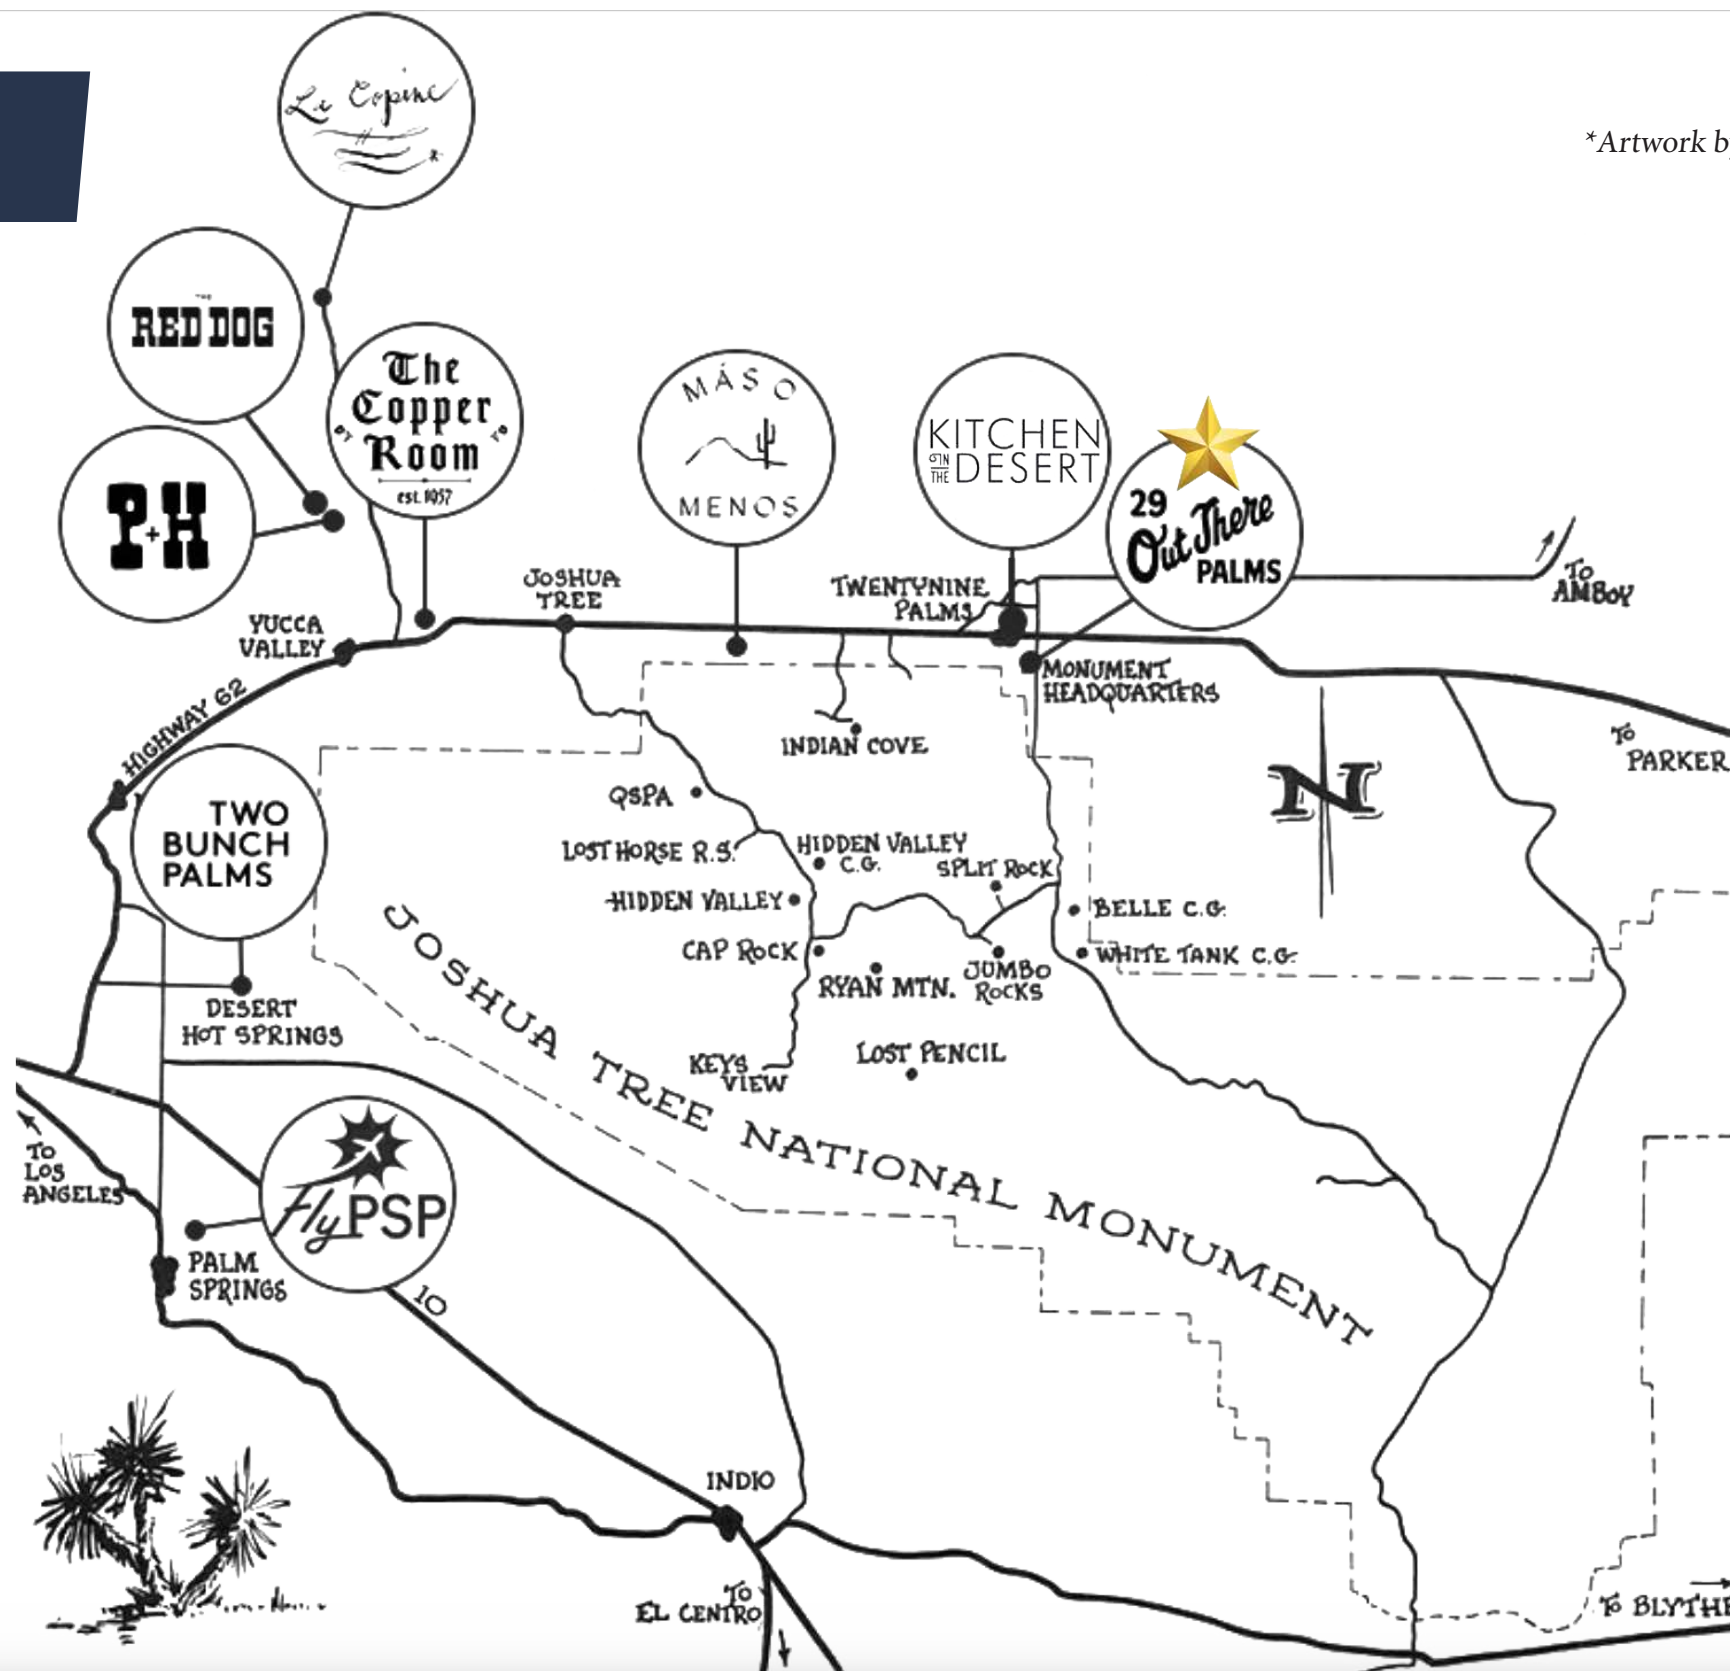 La Copine
*Artwork
THE
RED DOG
The
Copper
Room
est. 1957
MÁS O
MENOS
KITCHEN
IN
THE
DESERT
29
Out There
PALMS
P+H
JOSHUA
TREE
TWENTYNINE
PALMS
TO
AMBOY
YUCCA
VALLEY
MONUMENT
HEADQUARTERS
HIGHWAY 62
INDIAN COVE
TO
PARKER
N
TWO
BUNCH
PALMS
QSPA
LOST HORSE R.S.
HIDDEN VALLEY
C.G.
SPLIT ROCK
HIDDEN VALLEY
BELLE C.G.
CAP ROCK
WHITE TANK C.G.
RYAN MTN.
JUMBO
ROCKS
DESERT
HOT SPRINGS
JOSHUA TREE NATIONAL MONUMENT
KEYS
VIEW
LOST PENCIL
TO
LOS
ANGELES
Fly PSP
PALM
SPRINGS
10
INDIO
TO
EL CENTRO
TO BLYTHE